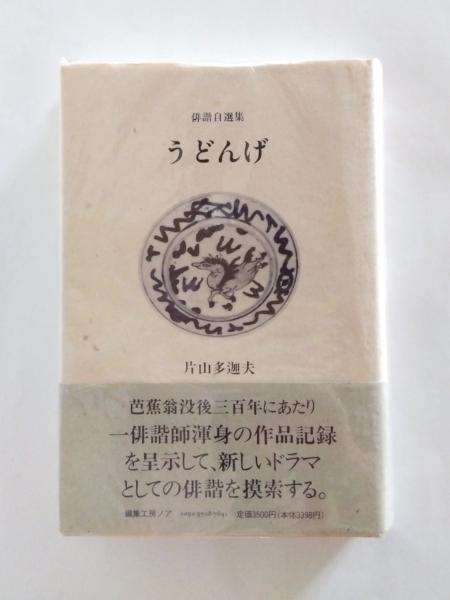 俳諧自選集
うどんげ
片山多迦夫
芭蕉翁没後三百年にあたり
一俳諧師渾身の作品記録
を呈示して、新しいドラマ
としての俳諧を摸索する。
編集工房ノア 定価3500円(本体3398円)